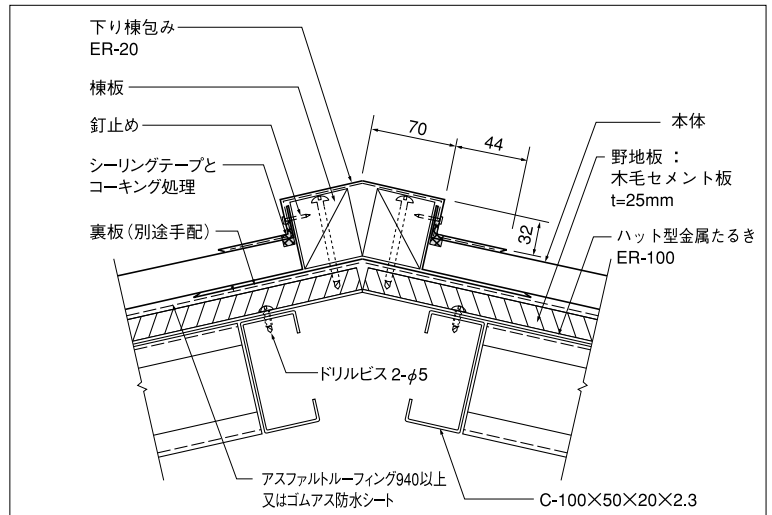 下り棟包み
ER-20
棟板
釘止め
シーリングテープと
コーキング処理
裏板(別途手配)
70
44
32
本体
野地板：
木毛セメント板
t=25mm
ハット型金属たるき
ER-100
ドリルビス 2-φ5
アスファルトルーフィング940以上
又はゴムアス防水シート
C-100×50×20×2.3